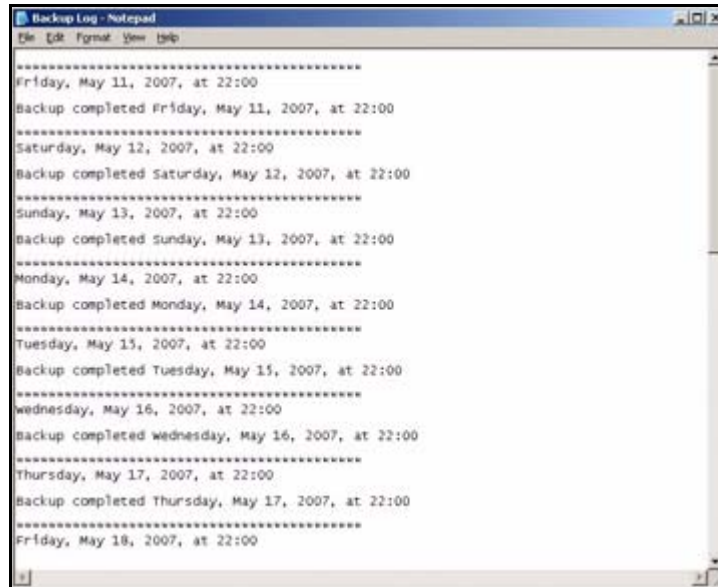 Backup Log - Notepad
File Edit Format View Help
********************************************
Friday, May 11, 2007, at 22:00
Backup completed Friday, May 11, 2007, at 22:00
********************************************
Saturday, May 12, 2007, at 22:00
Backup completed Saturday, May 12, 2007, at 22:00
********************************************
Sunday, May 13, 2007, at 22:00
Backup completed Sunday, May 13, 2007, at 22:00
********************************************
Monday, May 14, 2007, at 22:00
Backup completed Monday, May 14, 2007, at 22:00
********************************************
Tuesday, May 15, 2007, at 22:00
Backup completed Tuesday, May 15, 2007, at 22:00
********************************************
Wednesday, May 16, 2007, at 22:00
Backup completed Wednesday, May 16, 2007, at 22:00
********************************************
Thursday, May 17, 2007, at 22:00
Backup completed Thursday, May 17, 2007, at 22:00
********************************************
Friday, May 18, 2007, at 22:00